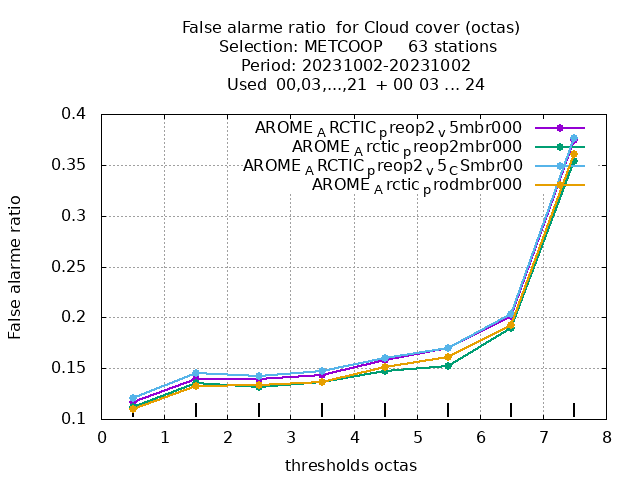 False alarme ratio  for Cloud cover (octas)
Selection: METCOOP     63 stations
Period: 20231002-20231002
Used  00,03,...,21  + 00 03 ... 24
AROME_ARCTIC_preop2_v5mbr000
AROME_Arctic_preop2mbr000
AROME_ARCTIC_preop2_v5_CSmbr00
AROME_Arctic_prodmbr000
0.4
0.35
0.3
0.25
0.2
0.15
0.1
False alarme ratio
0 1 2 3 4 5 6 7 8
thresholds octas